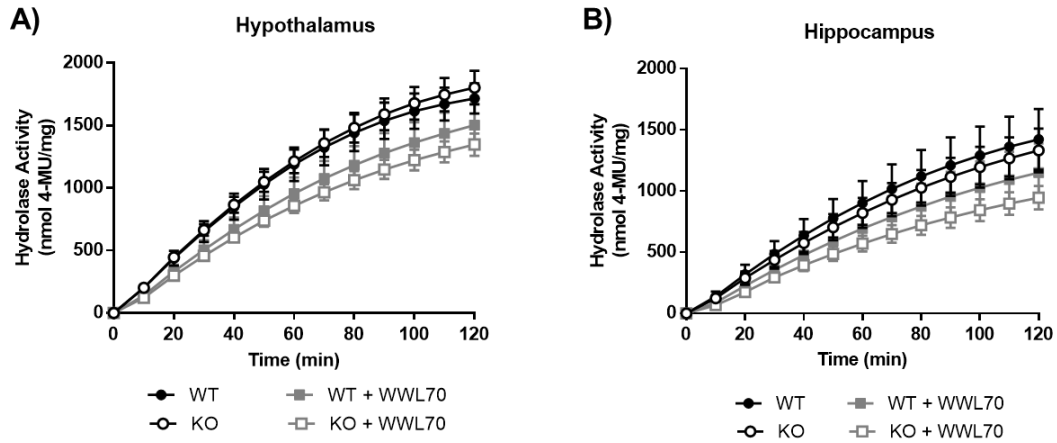 A)
Hypothalamus
Hydrolase Activity
(nmol 4-MU/mg)
2000
1500
1000
500
0
0 20 40 60 80 100 120
Time (min)
WT WT + WWL70
KO KO + WWL70
B)
Hippocampus
Hydrolase Activity
(nmol 4-MU/mg)
2000
1500
1000
500
0
0 20 40 60 80 100 120
Time (min)
WT WT + WWL70
KO KO + WWL70